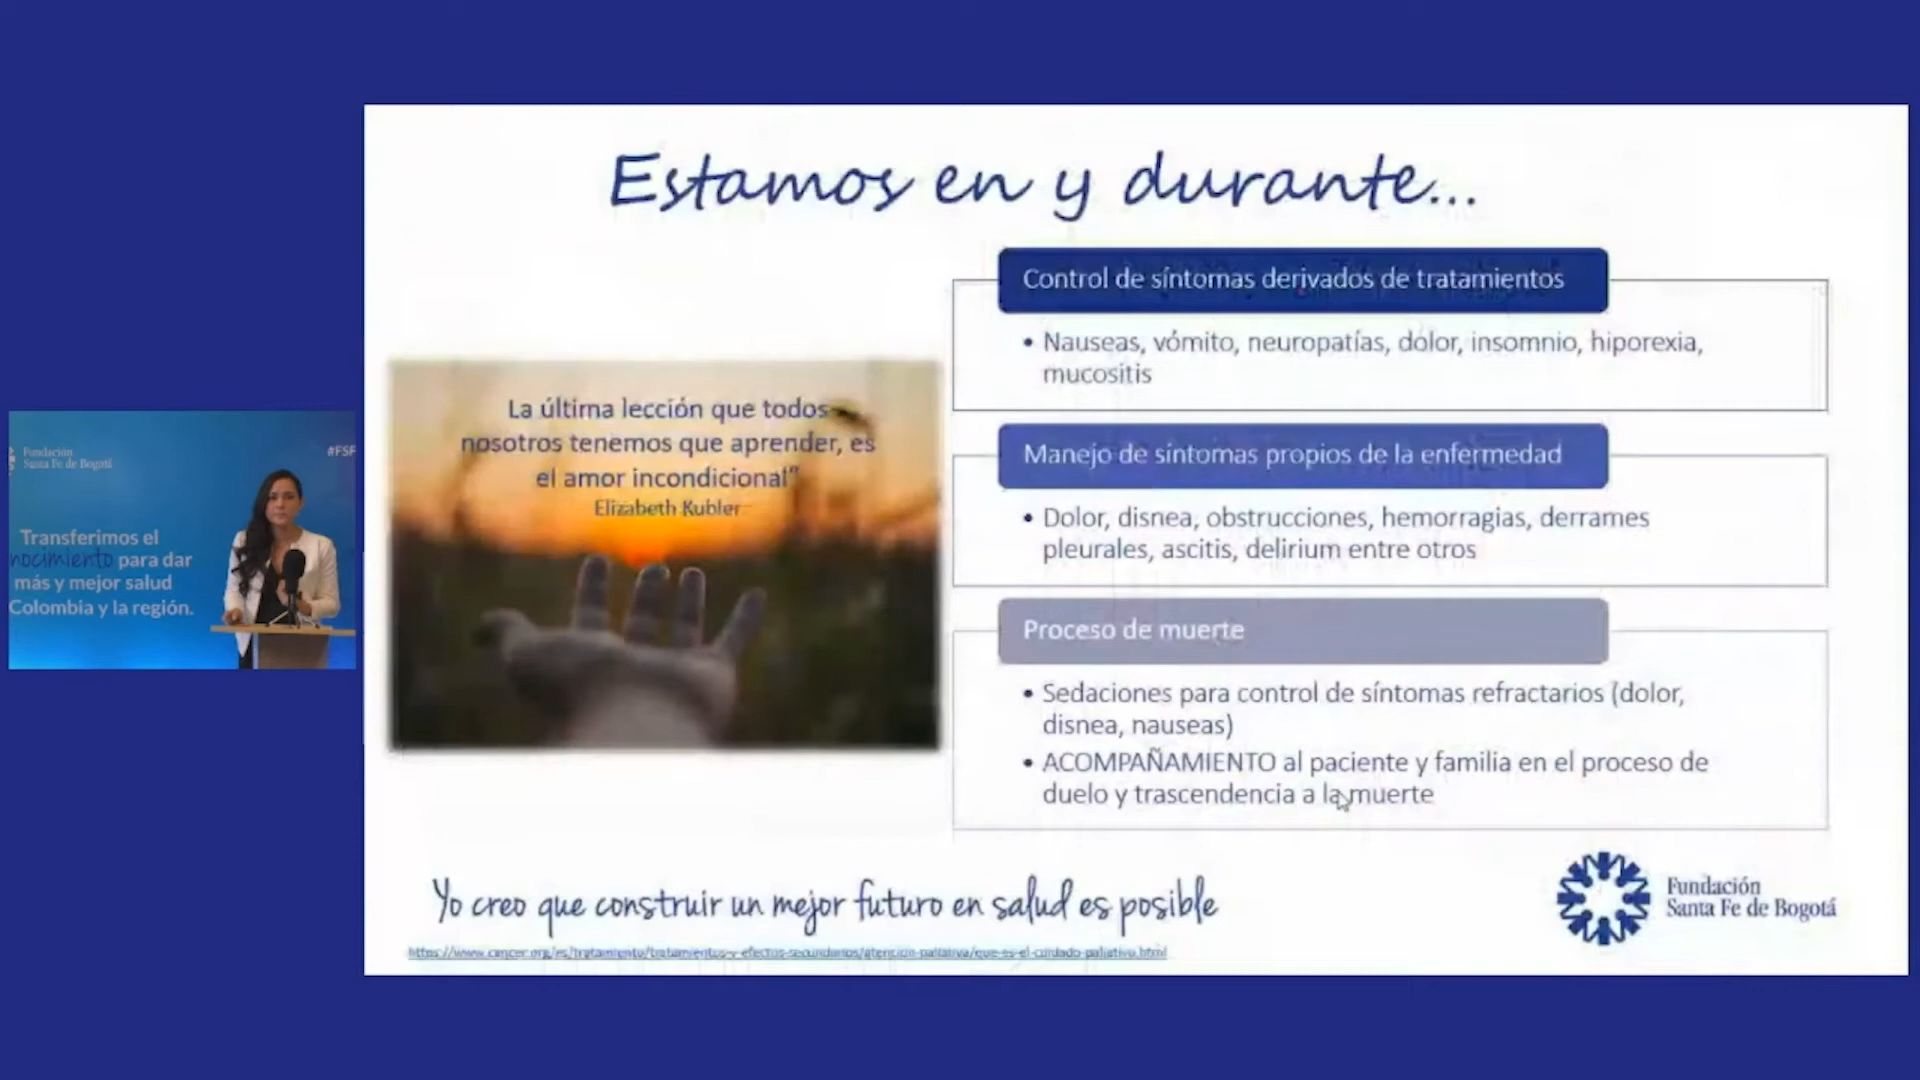 Estamos en y durante...
Control de síntomas derivados de tratamientos
• Nauseas, vómito, neuropatías, dolor, insomnio, hiporexia,
mucositis
La última lección que todos
nosotros tenemos que aprender, es
el amor incondicional"
Elizabeth Kubler
Manejo de síntomas propios de la enfermedad
• Dolor, disnea, obstrucciones, hemorragias, derrames
pleurales, ascitis, delirium entre otros
Proceso de muerte
• Sedaciones para control de síntomas refractarios (dolor,
disnea, nauseas)
• ACOMPAÑAMIENTO al paciente y familia en el proceso de
duelo y trascendencia a la muerte
Fundación
Santa Fe de Bogotá
#FSF
Transferimos el
nocimiento para dar
más y mejor salud
Colombia y la región.
Yo creo que construir un mejor futuro en salud es posible
Fundación
Santa Fe de Bogotá
https://www.cancer.org/es/tratamiento/tratamientos-y-efectos-secundarios/atencion-paliativa/que-es-el-cuidado-paliativo.html